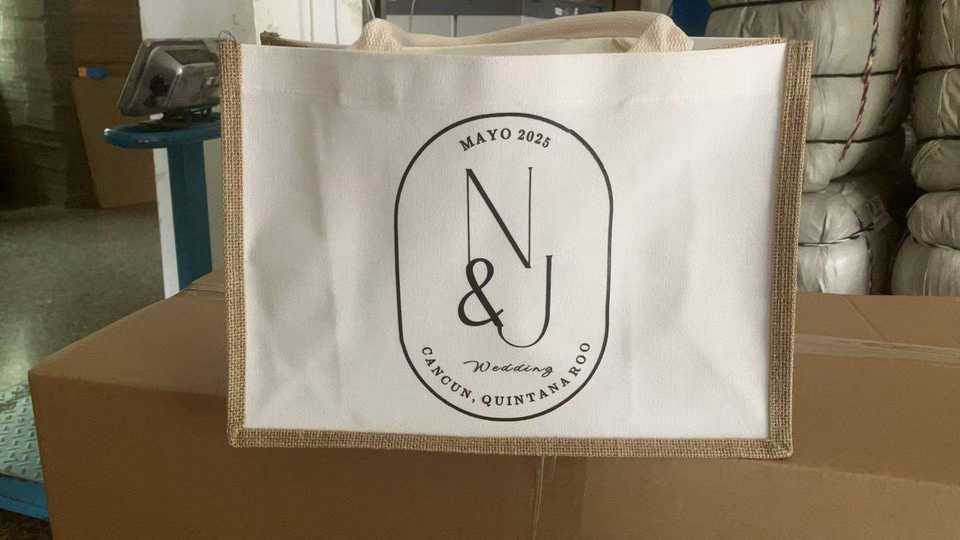 MAYO 2025
N
&J
Wedding
CANCUN, QUINTANA ROO